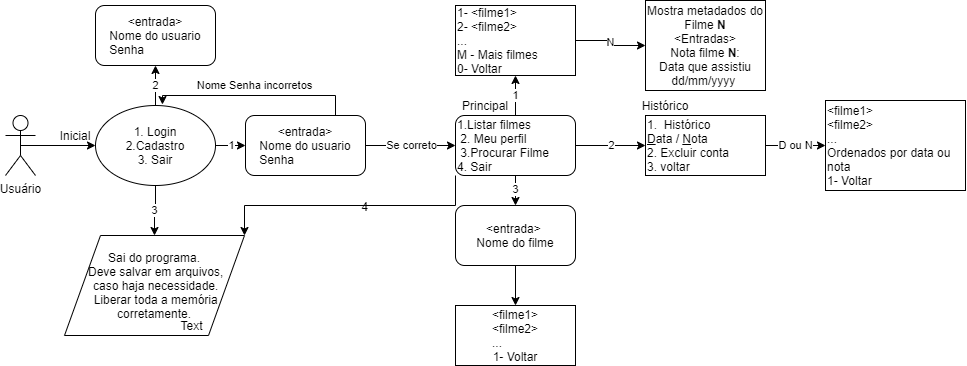 Usuário
Inicial
<entrada>
Nome do usuario
Senha
2
1. Login
2.Cadastro
3. Sair
3
Sai do programa.
Deve salvar em arquivos,
caso haja necessidade.
Liberar toda a memória
corretamente.
Text
1
Nome Senha incorretos
<entrada>
Nome do usuario
Senha
Se correto
4
Principal
1.Listar filmes
2. Meu perfil
3.Procurar Filme
4. Sair
1
1- <filme1>
2- <filme2>
...
M - Mais filmes
0- Voltar
N
Mostra metadados do
Filme N
<Entradas>
Nota filme N:
Data que assistiu
dd/mm/yyyy
2
Histórico
1. Histórico
Data / Nota
2. Excluir conta
3. voltar
D ou N
<filme1>
<filme2>
...
Ordenados por data ou
nota
1- Voltar
3
<entrada>
Nome do filme
<filme1>
<filme2>
...
1- Voltar